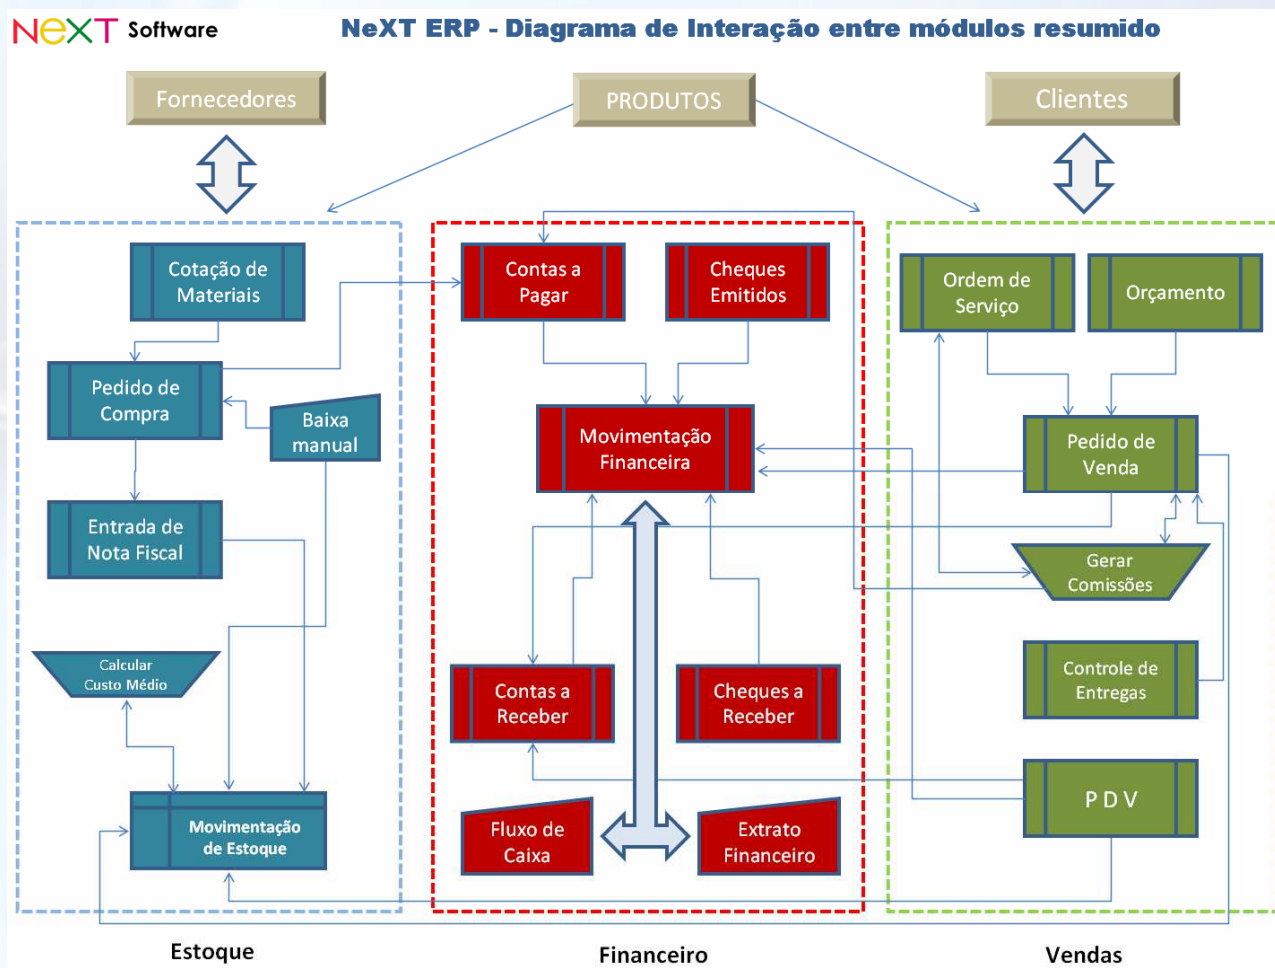 NeXT Software
NeXT ERP - Diagrama de Interação entre módulos resumido
Fornecedores
PRODUTOS
Clientes
Cotação de
Materiais
Pedido de
Compra
Baixa
manual
Entrada de
Nota Fiscal
Calcular
Custo Médio
Movimentação
de Estoque
Estoque
Contas a
Pagar
Cheques
Emitidos
Movimentação
Financeira
Contas a
Receber
Cheques a
Receber
Fluxo de
Caixa
Extrato
Financeiro
Financeiro
Ordem de
Serviço
Orçamento
Pedido de
Venda
Gerar
Comissões
Controle de
Entregas
P D V
Vendas